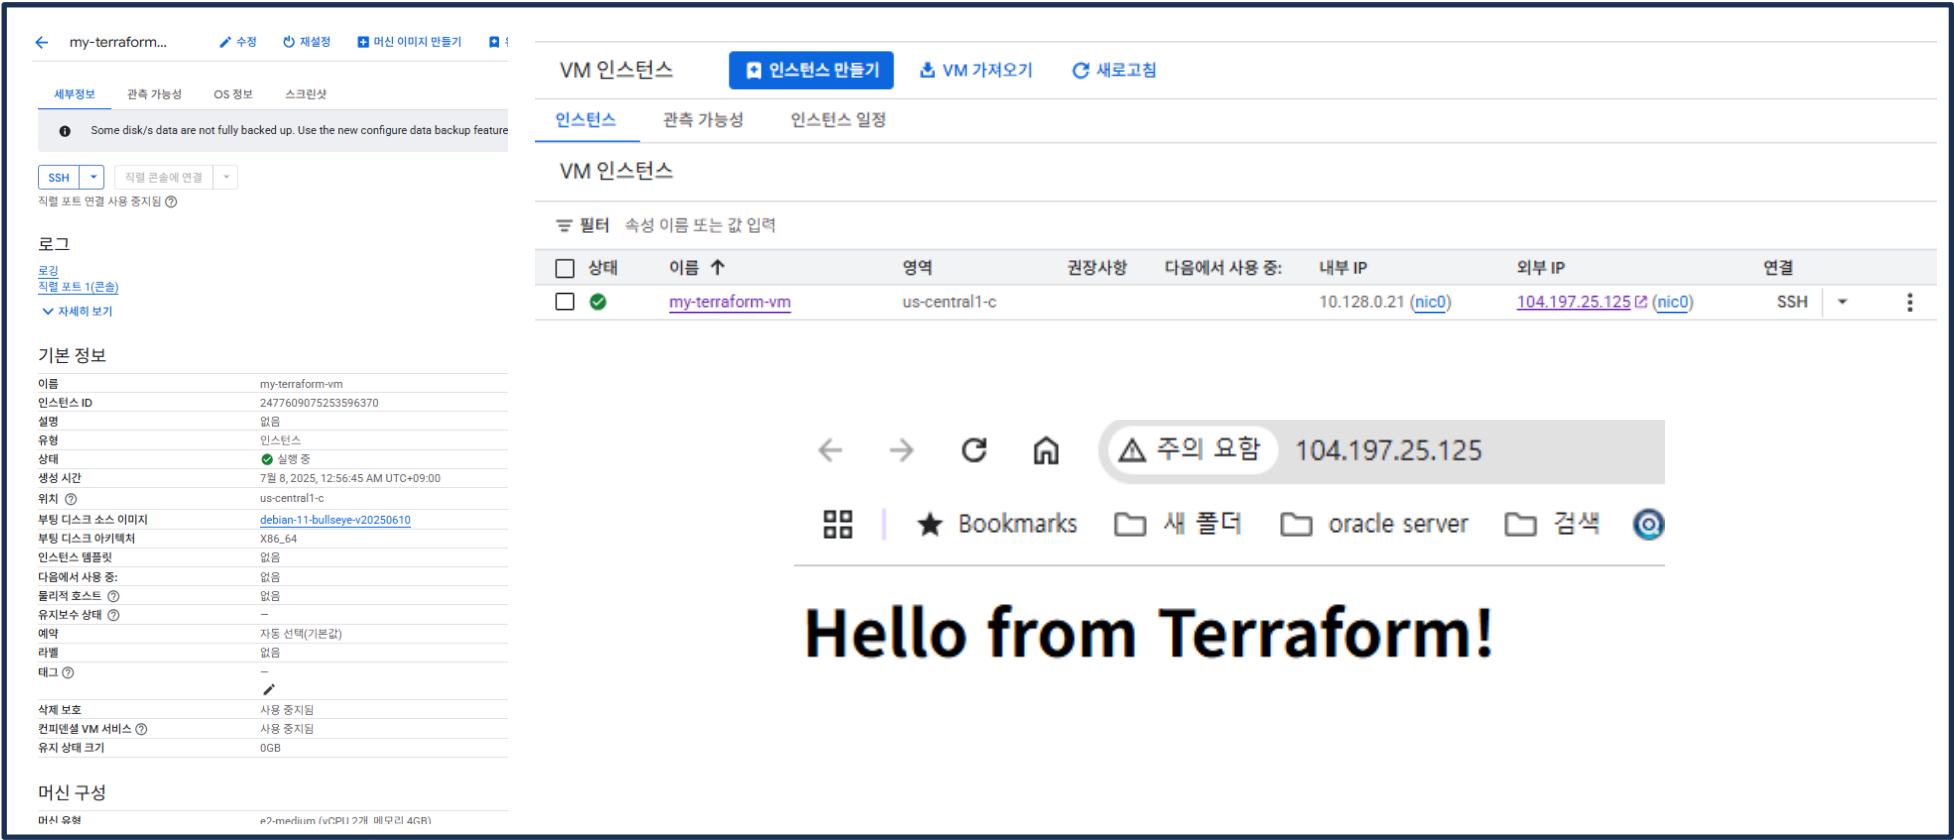 my-terraform...
수정
재설정
머신 이미지 만들기
세부정보
관측 가능성
OS 정보
스크린샷
Some disk/s data are not fully backed up. Use the new configure data backup feature
SSH
직렬 콘솔에 연결
직렬 포트 연결 사용 중지됨
로그
로깅
직렬 포트 1(콘솔)
자세히 보기
기본 정보
이름 my-terraform-vm
인스턴스 ID 2477609075253596370
설명 없음
유형 인스턴스
상태 실행 중
생성 시간 7월 8, 2025, 12:56:45 AM UTC+09:00
위치 us-central1-c
부팅 디스크 소스 이미지 debian-11-bullseye-v20250610
부팅 디스크 아키텍처 X86_64
인스턴스 템플릿 없음
다음에서 사용 중: 없음
물리적 호스트 없음
유지보수 상태 –
예약 자동 선택(기본값)
라벨 없음
태그 –
삭제 보호 사용 중지됨
컨피덴셜 VM 서비스 사용 중지됨
유지 상태 크기 0GB
머신 구성
머신 유형 e2-medium (vCPU 2개, 메모리 4GB)
VM 인스턴스
인스턴스 만들기
VM 가져오기
새로고침
인스턴스
관측 가능성
인스턴스 일정
VM 인스턴스
필터 속성 이름 또는 값 입력
상태 이름 영역 권장사항 다음에서 사용 중: 내부 IP 외부 IP 연결
my-terraform-vm us-central1-c 10.128.0.21 (nic0) 104.197.25.125 (nic0) SSH
주의 요함 104.197.25.125
Bookmarks 새 폴더 oracle server 검색
Hello from Terraform!